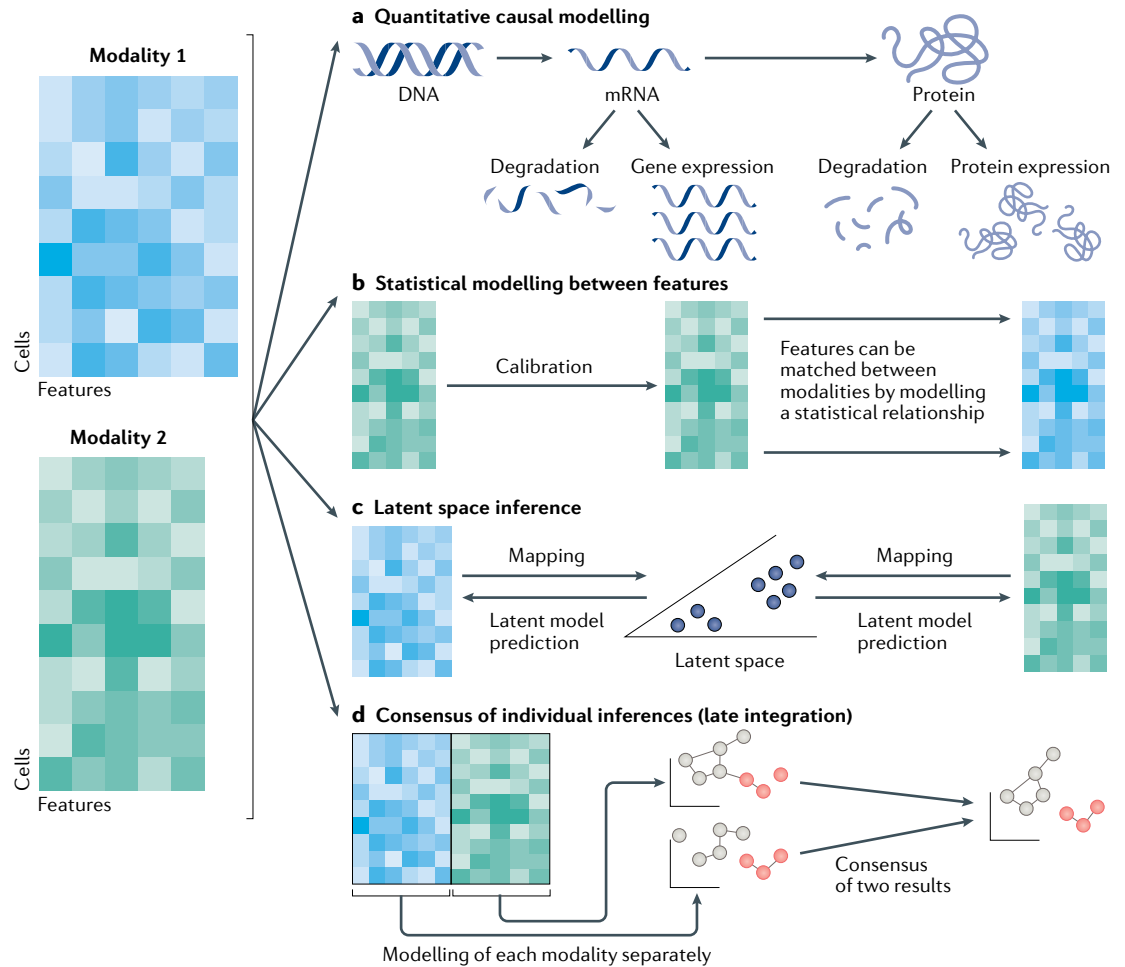 Modality 1
Cells
Features
Modality 2
Cells
Features
a Quantitative causal modelling
DNA
mRNA
Protein
Degradation
Gene expression
Degradation
Protein expression
b Statistical modelling between features
Calibration
Features can be
matched between
modalities by modelling
a statistical relationship
c Latent space inference
Mapping
Latent model
prediction
Latent space
Mapping
Latent model
prediction
d Consensus of individual inferences (late integration)
Consensus
of two results
Modelling of each modality separately